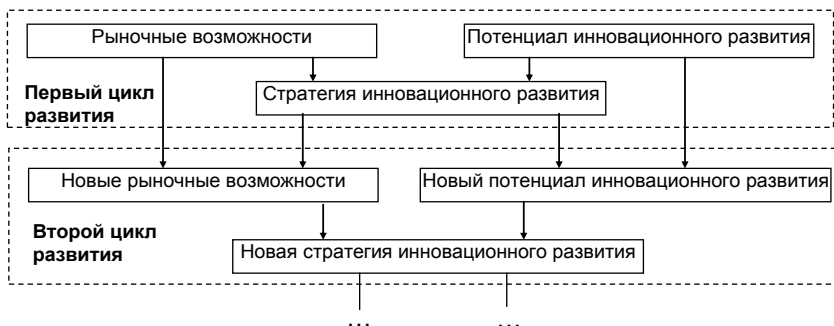 Рыночные возможности
Потенциал инновационного развития
Первый цикл
развития
Стратегия инновационного развития
Новые рыночные возможности
Новый потенциал инновационного развития
Второй цикл
развития
Новая стратегия инновационного развития
... ...